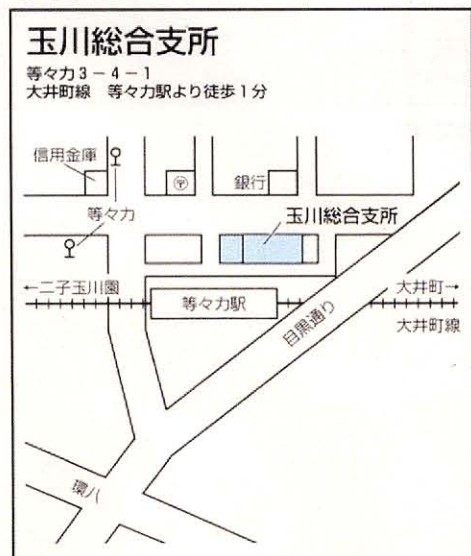 玉川総合支所
等々力3－4－1
大井町線　等々力駅より徒歩1分
信用金庫
〒
銀行
等々力
玉川総合支所
←二子玉川園
等々力駅
大井町→
大井町線
目黒通り
環八